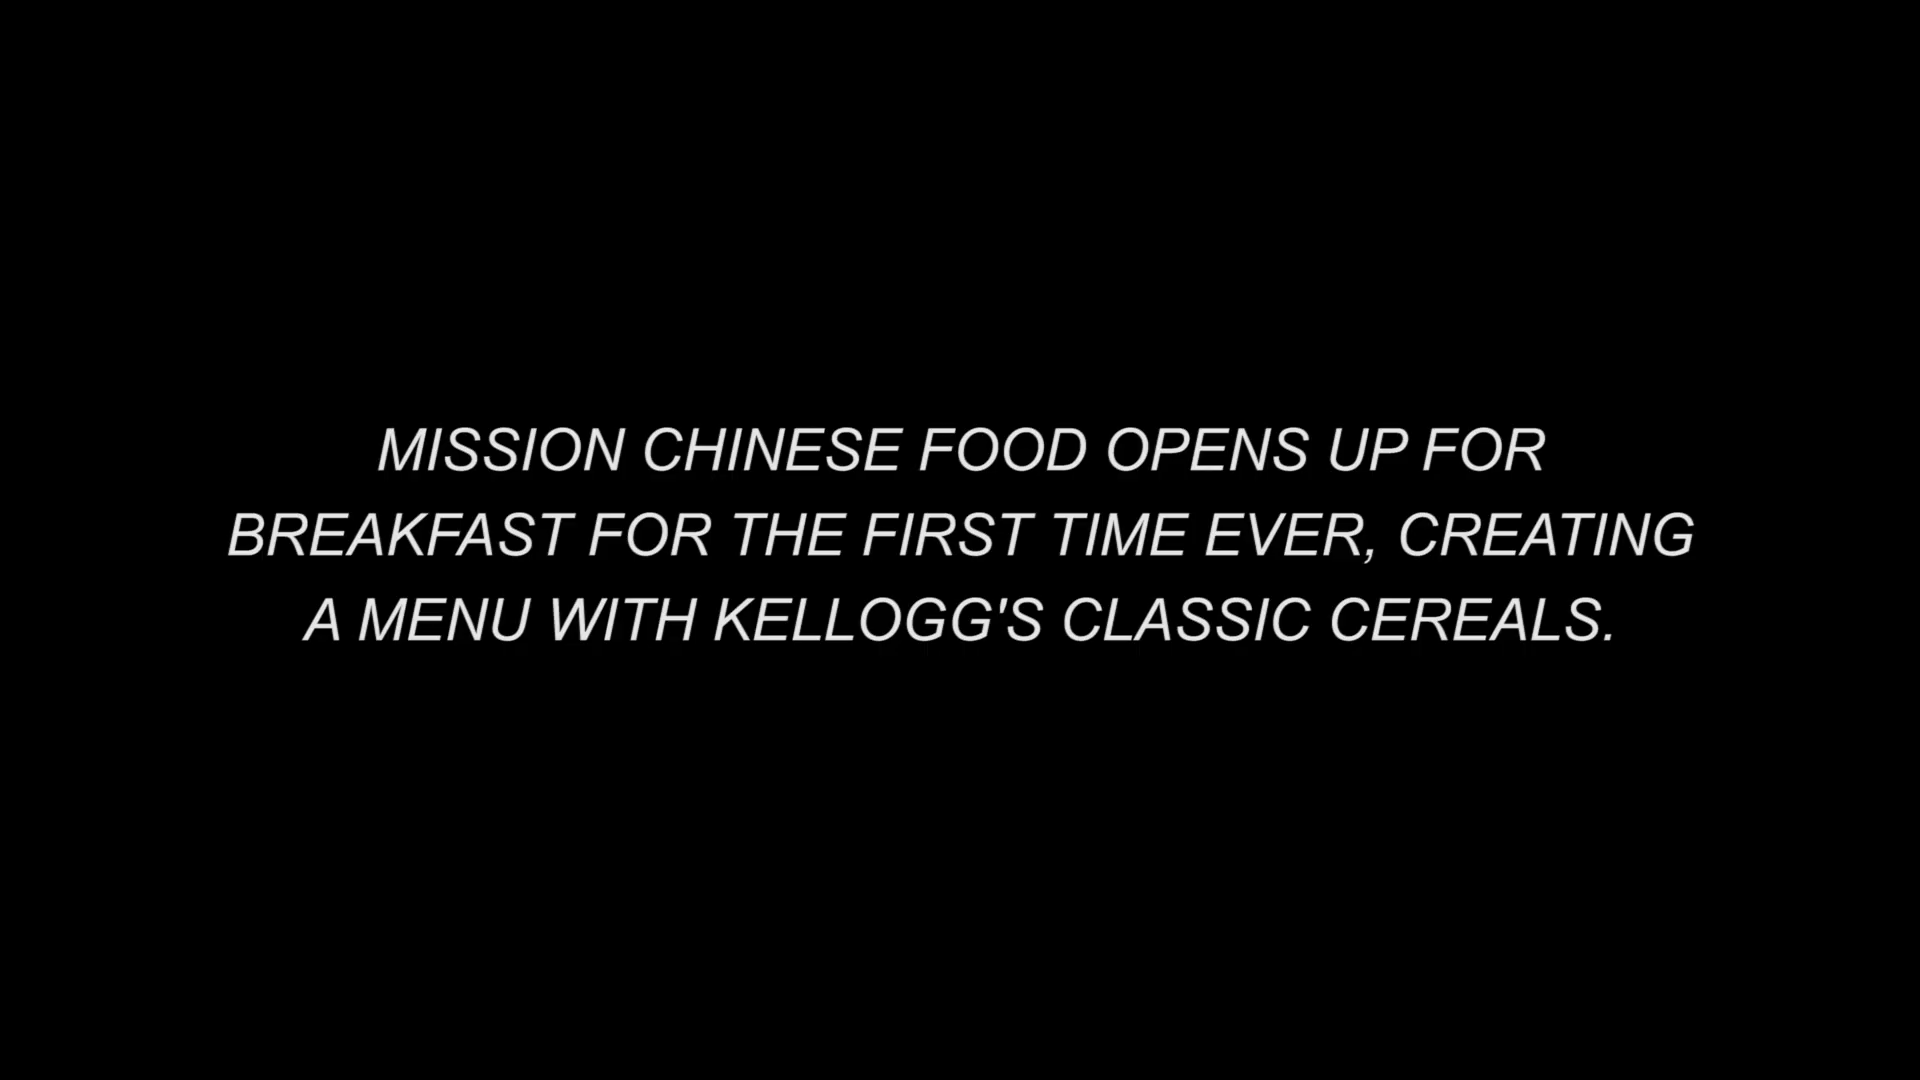 MISSION CHINESE FOOD OPENS UP FOR
BREAKFAST FOR THE FIRST TIME EVER, CREATING
A MENU WITH KELLOGG'S CLASSIC CEREALS.